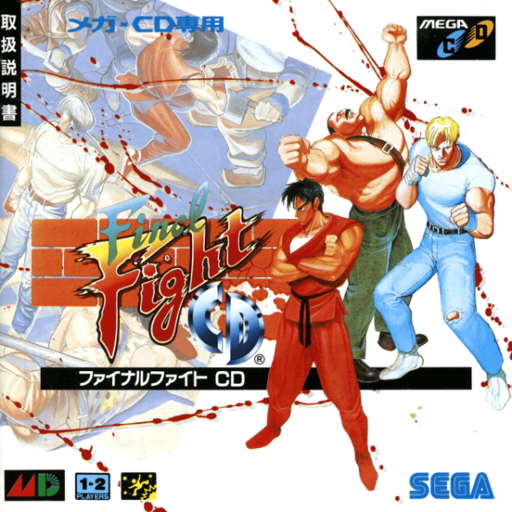 取扱説明書
メガ-CD専用
MEGA
CD
Final
Fight
CD
®
ファイナルファイト CD
MD
1-2
PLAYERS
SEGA